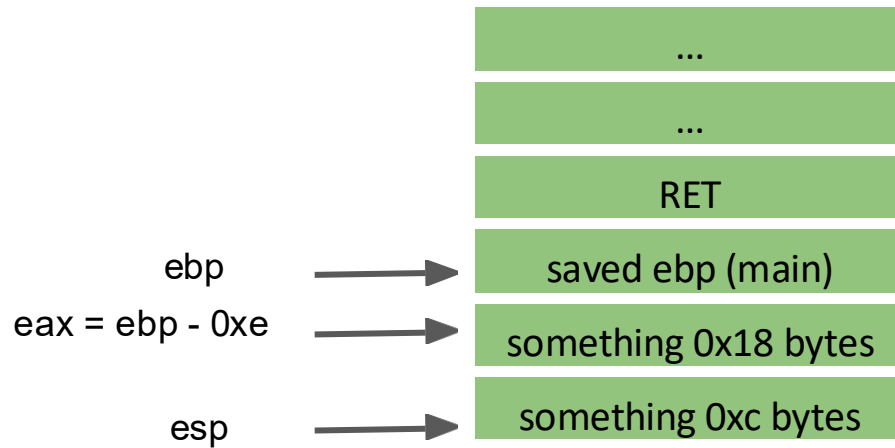 ...
...
RET
ebp
saved ebp (main)
eax = ebp - 0xe
something 0x18 bytes
esp
something 0xc bytes